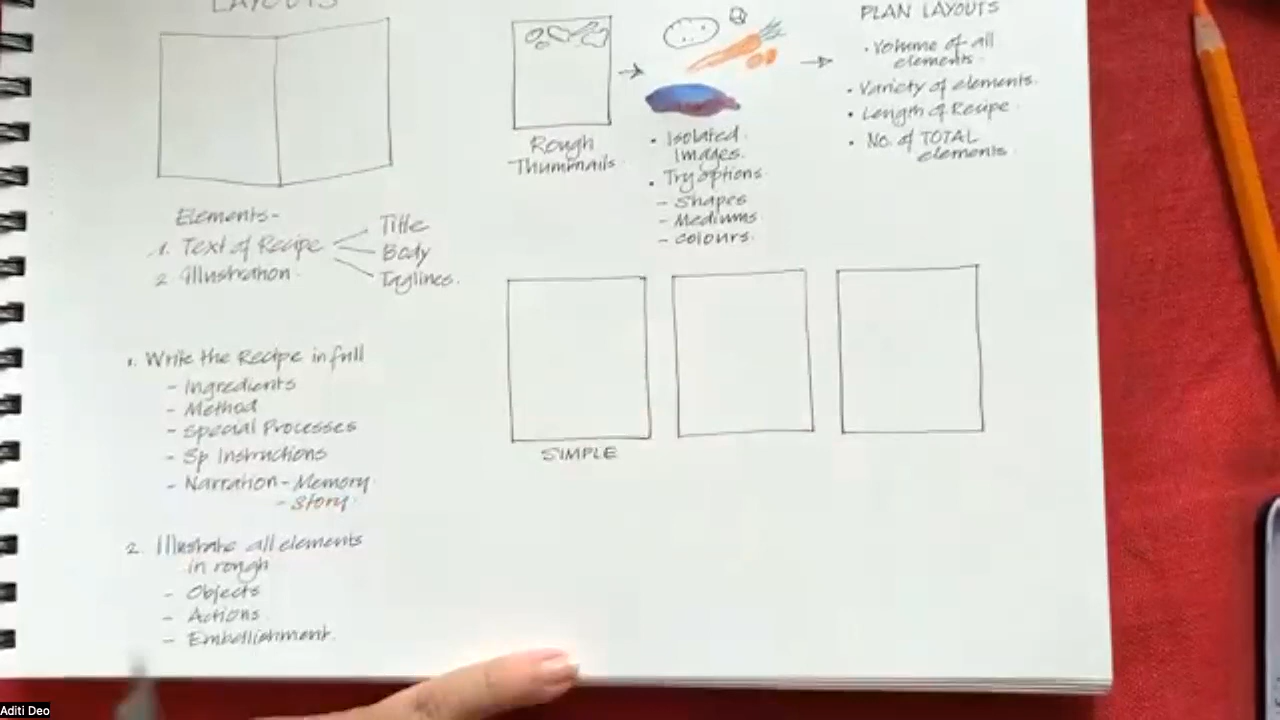 LAYOUTS
Elements-
1. Text of Recipe
Title
Body
Taglines.
2 Illustration.
1. Write the Recipe in full
- Ingredients
- Method
- Special Processes
- Sp Instructions
- Narration - Memory
- Story
2. Illustrate all elements
in rough
- Objects
- Actions
- Embellishment.
Rough
Thumnails.
• Isolated
Images.
• Try options
- Shapes
- Mediums
- colours.
PLAN LAYOUTS
• Volume of all
elements.
• Variety of elements.
• Length of Recipe
• No. of TOTAL
elements
SIMPLE
Aditi Deo